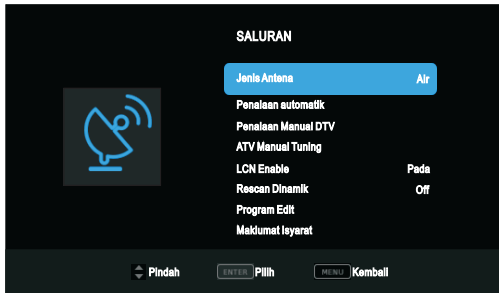 SALURAN
Jenis Antena Air
Penalaan automatik
Penalaan Manual DTV
ATV Manual Tuning
LCN Enable Pada
Rescan Dinamik Off
Program Edit
Maklumat Isyarat
Pindah ENTER Pilih MENU Kembali